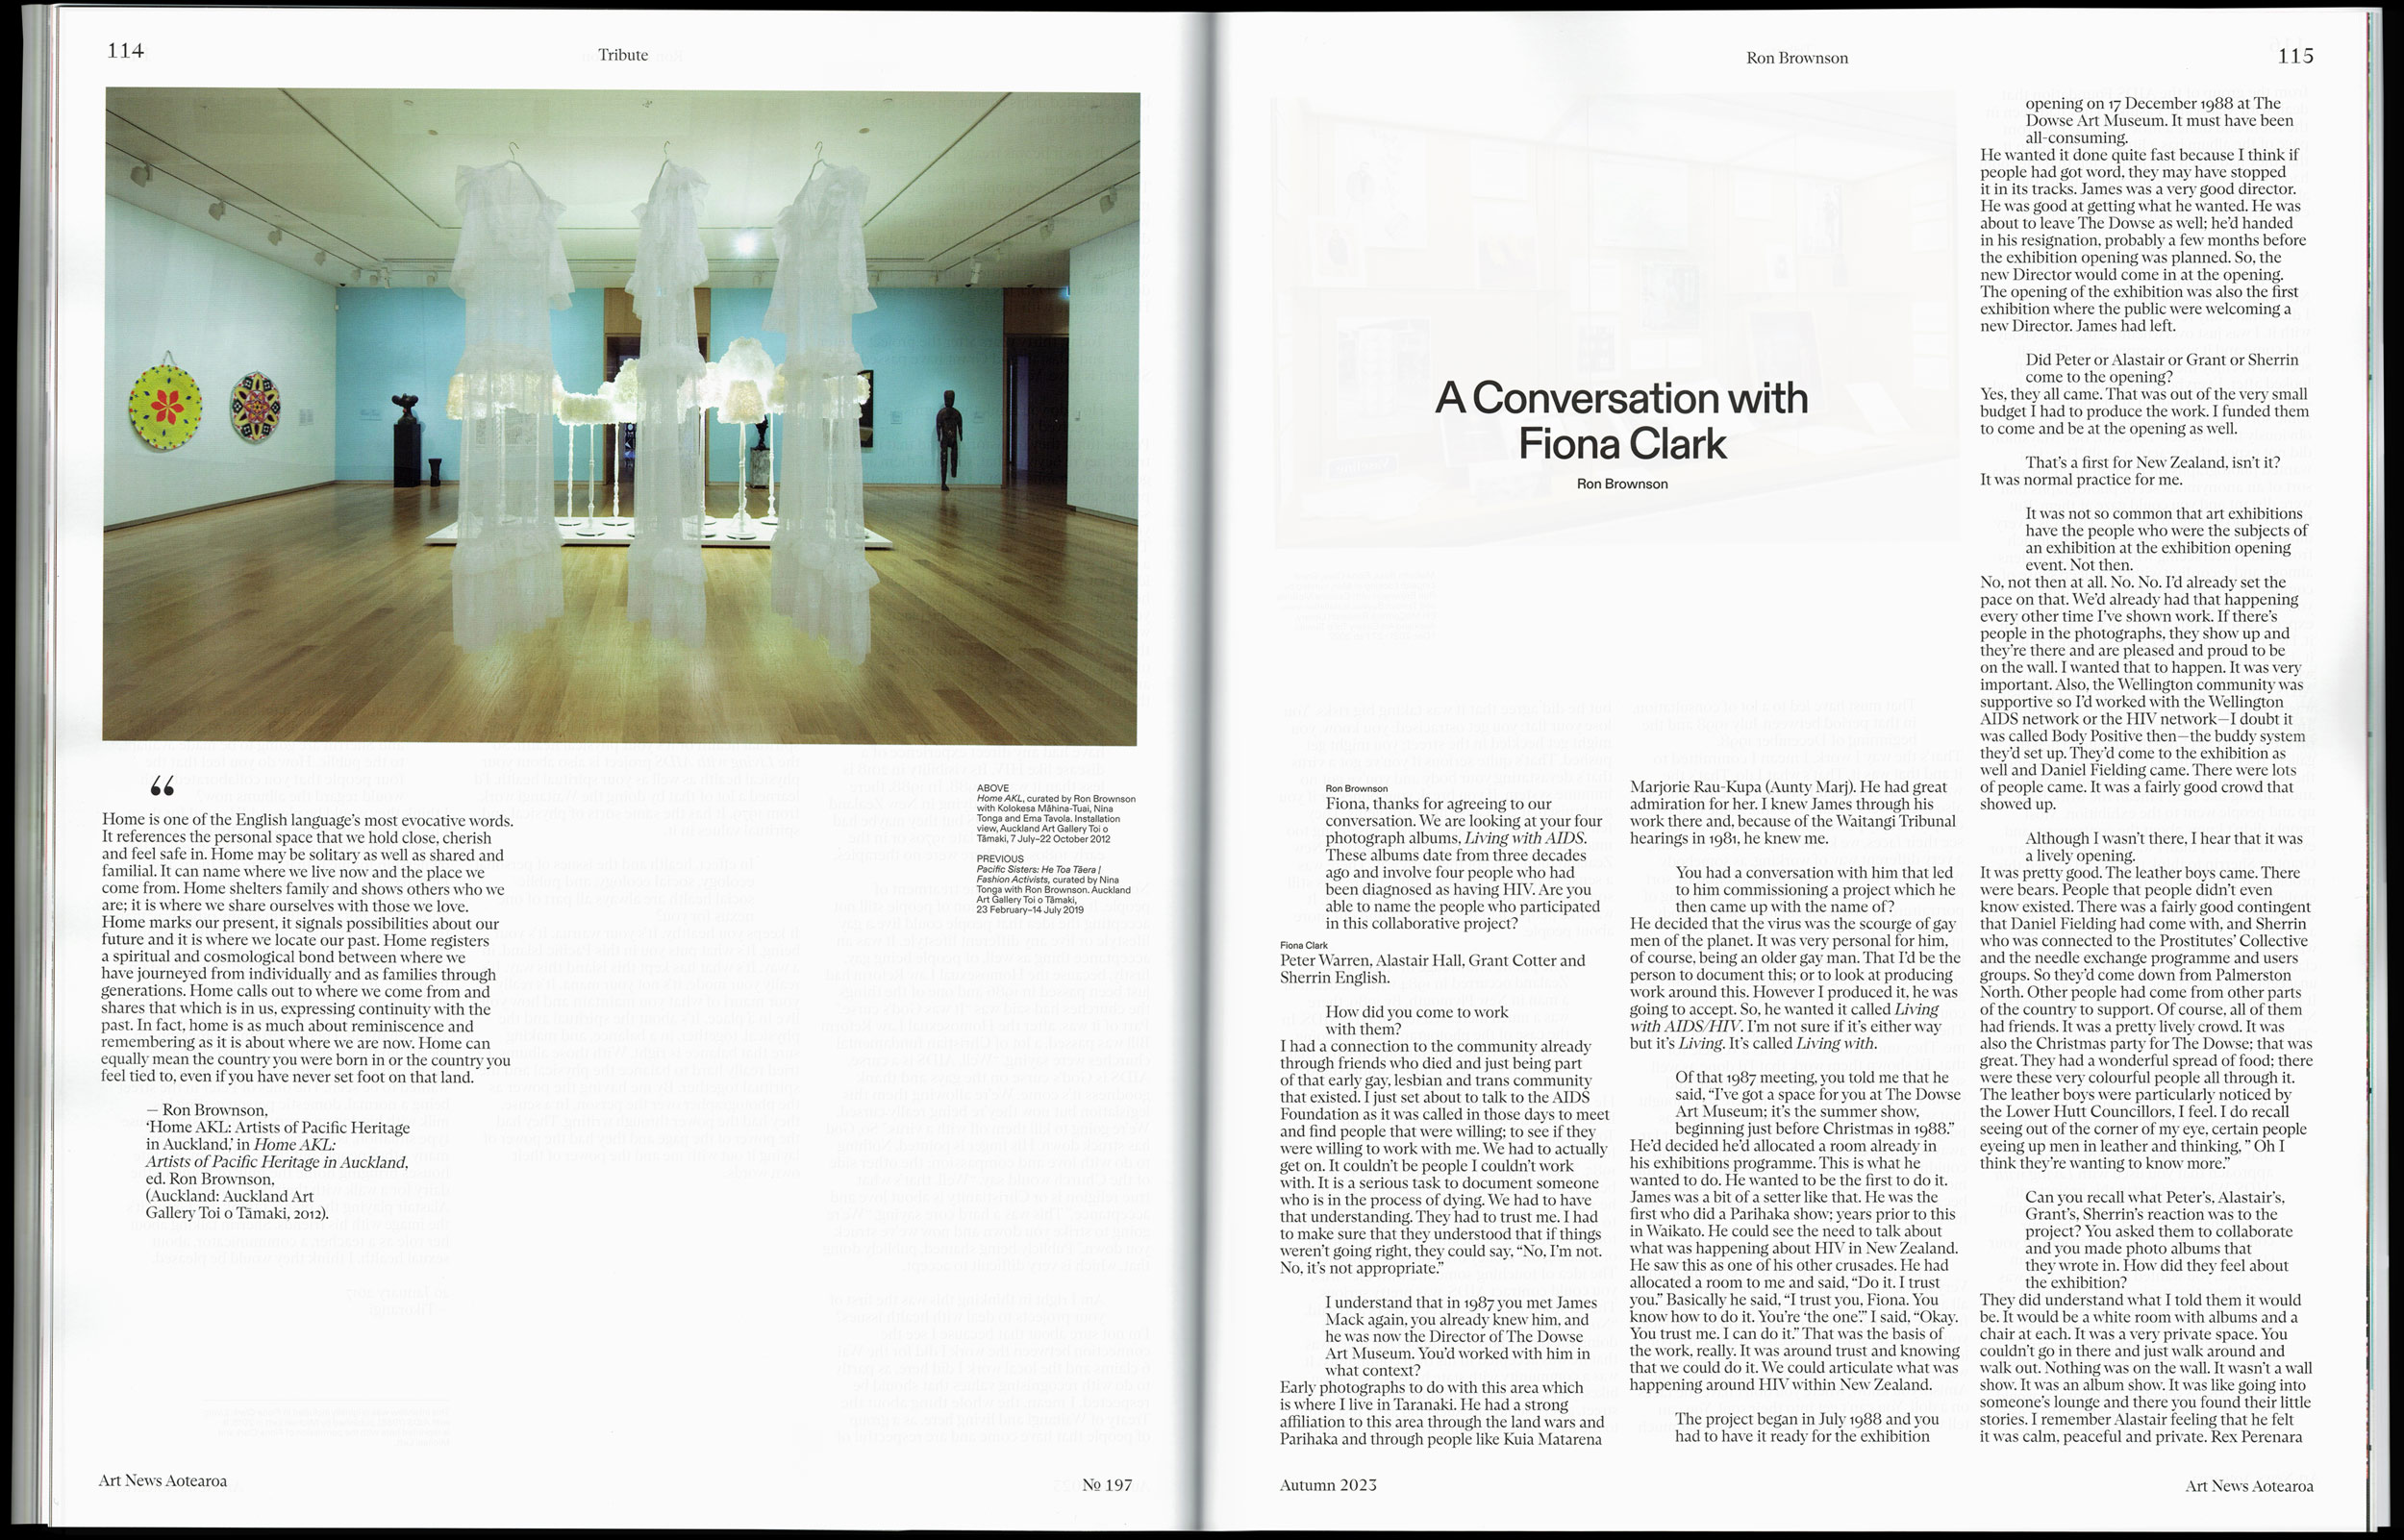 114
Tribute
“
Home is one of the English language’s most evocative words.
It references the personal space that we hold close, cherish
and feel safe in. Home may be solitary as well as shared and
familial. It can name where we live now and the place we
come from. Home shelters family and shows others who we
are; it is where we share ourselves with those we love.
Home marks our present, it signals possibilities about our
future and it is where we locate our past. Home registers
a spiritual and cosmological bond between where we
have journeyed from individually and as families through
generations. Home calls out to where we come from and
shares that which is in us, expressing continuity with the
past. In fact, home is as much about reminiscence and
remembering as it is about where we are now. Home can
equally mean the country you were born in or the country you
feel tied to, even if you have never set foot on that land.
— Ron Brownson,
‘Home AKL: Artists of Pacific Heritage
in Auckland,’ in Home AKL:
Artists of Pacific Heritage in Auckland,
ed. Ron Brownson,
(Auckland: Auckland Art
Gallery Toi o Tāmaki, 2012).
ABOVE
Home AKL, curated by Ron Brownson
with Kolokesa Māhina-Tuai, Nina
Tonga and Ema Tavola. Installation
view, Auckland Art Gallery Toi o
Tāmaki, 7 July–22 October 2012
PREVIOUS
Pacific Sisters: He Toa Tāera |
Fashion Activists, curated by Nina
Tonga with Ron Brownson. Auckland
Art Gallery Toi o Tāmaki,
23 February–14 July 2019
Art News Aotearoa
№ 197
Ron Brownson
115
A Conversation with
Fiona Clark
Ron Brownson
Ron Brownson
Fiona, thanks for agreeing to our
conversation. We are looking at your four
photograph albums, Living with AIDS.
These albums date from three decades
ago and involve four people who had
been diagnosed as having HIV. Are you
able to name the people who participated
in this collaborative project?
Fiona Clark
Peter Warren, Alastair Hall, Grant Cotter and
Sherrin English.
How did you come to work
with them?
I had a connection to the community already
through friends who died and just being part
of that early gay, lesbian and trans community
that existed. I just set about to talk to the AIDS
Foundation as it was called in those days to meet
and find people that were willing; to see if they
were willing to work with me. We had to actually
get on. It couldn’t be people I couldn’t work
with. It is a serious task to document someone
who is in the process of dying. We had to have
that understanding. They had to trust me. I had
to make sure that they understood that if things
weren’t going right, they could say, “No, I’m not.
No, it’s not appropriate.”
I understand that in 1987 you met James
Mack again, you already knew him, and
he was now the Director of The Dowse
Art Museum. You’d worked with him in
what context?
Early photographs to do with this area which
is where I live in Taranaki. He had a strong
affiliation to this area through the land wars and
Parihaka and through people like Kuia Matarena
Marjorie Rau-Kupa (Aunty Marj). He had great
admiration for her. I knew James through his
work there and, because of the Waitangi Tribunal
hearings in 1981, he knew me.
You had a conversation with him that led
to him commissioning a project which he
then came up with the name of?
He decided that the virus was the scourge of gay
men of the planet. It was very personal for him,
of course, being an older gay man. That I’d be the
person to document this; or to look at producing
work around this. However I produced it, he was
going to accept. So, he wanted it called Living
with AIDS/HIV. I’m not sure if it’s either way
but it’s Living. It’s called Living with.
Of that 1987 meeting, you told me that he
said, “I’ve got a space for you at The Dowse
Art Museum; it’s the summer show,
beginning just before Christmas in 1988.”
He’d decided he’d allocated a room already in
his exhibitions programme. This is what he
wanted to do. He wanted to be the first to do it.
James was a bit of a setter like that. He was the
first who did a Parihaka show; years prior to this
in Waikato. He could see the need to talk about
what was happening about HIV in New Zealand.
He saw this as one of his other crusades. He had
allocated a room to me and said, “Do it. I trust
you.” Basically he said, “I trust you, Fiona. You
know how to do it. You’re ‘the one’.” I said, “Okay.
You trust me. I can do it.” That was the basis of
the work, really. It was around trust and knowing
that we could do it. We could articulate what was
happening around HIV within New Zealand.
The project began in July 1988 and you
had to have it ready for the exhibition
opening on 17 December 1988 at The
Dowse Art Museum. It must have been
all-consuming.
He wanted it done quite fast because I think if
people had got word, they may have stopped
it in its tracks. James was a very good director.
He was good at getting what he wanted. He was
about to leave The Dowse as well; he’d handed
in his resignation, probably a few months before
the exhibition opening was planned. So, the
new Director would come in at the opening.
The opening of the exhibition was also the first
exhibition where the public were welcoming a
new Director. James had left.
Did Peter or Alastair or Grant or Sherrin
come to the opening?
Yes, they all came. That was out of the very small
budget I had to produce the work. I funded them
to come and be at the opening as well.
That’s a first for New Zealand, isn’t it?
It was normal practice for me.
It was not so common that art exhibitions
have the people who were the subjects of
an exhibition at the exhibition opening
event. Not then.
No, not then at all. No. No. I’d already set the
pace on that. We’d already had that happening
every other time I’ve shown work. If there’s
people in the photographs, they show up and
they’re there and are pleased and proud to be
on the wall. I wanted that to happen. It was very
important. Also, the Wellington community was
supportive so I’d worked with the Wellington
AIDS network or the HIV network—I doubt it
was called Body Positive then—the buddy system
they’d set up. They’d come to the exhibition as
well and Daniel Fielding came. There were lots
of people came. It was a fairly good crowd that
showed up.
Although I wasn’t there, I hear that it was
a lively opening.
It was pretty good. The leather boys came. There
were bears. People that people didn’t even
know existed. There was a fairly good contingent
that Daniel Fielding had come with, and Sherrin
who was connected to the Prostitutes’ Collective
and the needle exchange programme and users
groups. So they’d come down from Palmerston
North. Other people had come from other parts
of the country to support. Of course, all of them
had friends. It was a pretty lively crowd. It was
also the Christmas party for The Dowse; that was
great. They had a wonderful spread of food; there
were these very colourful people all through it.
The leather boys were particularly noticed by
the Lower Hutt Councillors, I feel. I do recall
seeing out of the corner of my eye, certain people
eyeing up men in leather and thinking, ” Oh I
think they’re wanting to know more.”
Can you recall what Peter’s, Alastair’s,
Grant’s, Sherrin’s reaction was to the
project? You asked them to collaborate
and you made photo albums that
they wrote in. How did they feel about
the exhibition?
They did understand what I told them it would
be. It would be a white room with albums and a
chair at each. It was a very private space. You
couldn’t go in there and just walk around and
walk out. Nothing was on the wall. It wasn’t a wall
show. It was an album show. It was like going into
someone’s lounge and there you found their little
stories. I remember Alastair feeling that he felt
it was calm, peaceful and private. Rex Perenara
Autumn 2023
Art News Aotearoa